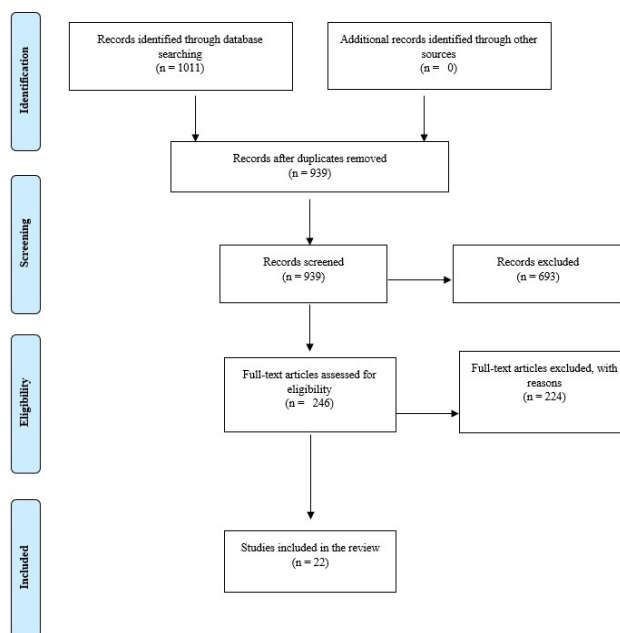 Identification
Records identified through database
searching
(n = 1011)
Additional records identified through other
sources
(n = 0)
Records after duplicates removed
(n = 939)
Screening
Records screened
(n = 939)
Records excluded
(n = 693)
Eligibility
Full-text articles assessed for
eligibility
(n = 246)
Full-text articles excluded, with
reasons
(n = 224)
Included
Studies included in the review
(n = 22)